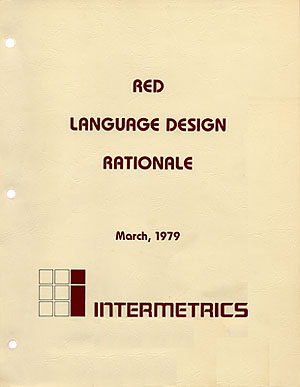 RED
LANGUAGE DESIGN
RATIONALE
March, 1979
INTERMETRICS